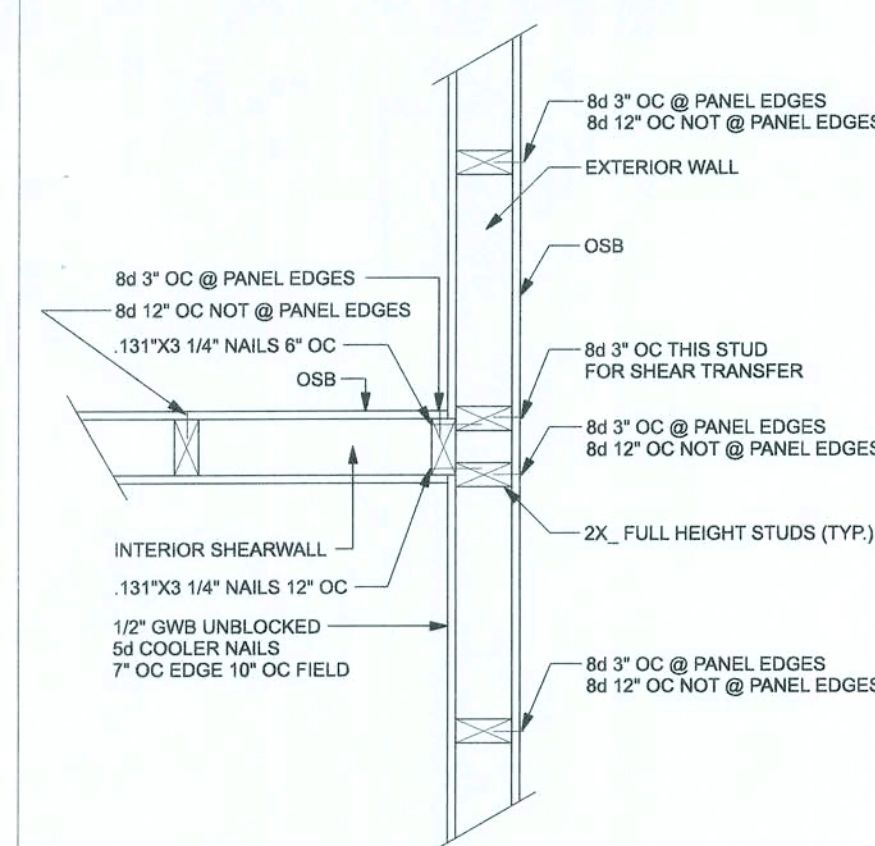 8d 3" OC @ PANEL EDGES
8d 12" OC NOT @ PANEL EDGES
EXTERIOR WALL
OSB
8d 3" OC @ PANEL EDGES
8d 12" OC NOT @ PANEL EDGES
.131"X3 1/4" NAILS 6" OC
OSB
8d 3" OC THIS STUD
FOR SHEAR TRANSFER
8d 3" OC @ PANEL EDGES
8d 12" OC NOT @ PANEL EDGES
2X_ FULL HEIGHT STUDS (TYP.)
INTERIOR SHEARWALL
.131"X3 1/4" NAILS 12" OC
1/2" GWB UNBLOCKED
5d COOLER NAILS
7" OC EDGE 10" OC FIELD
8d 3" OC @ PANEL EDGES
8d 12" OC NOT @ PANEL EDGES